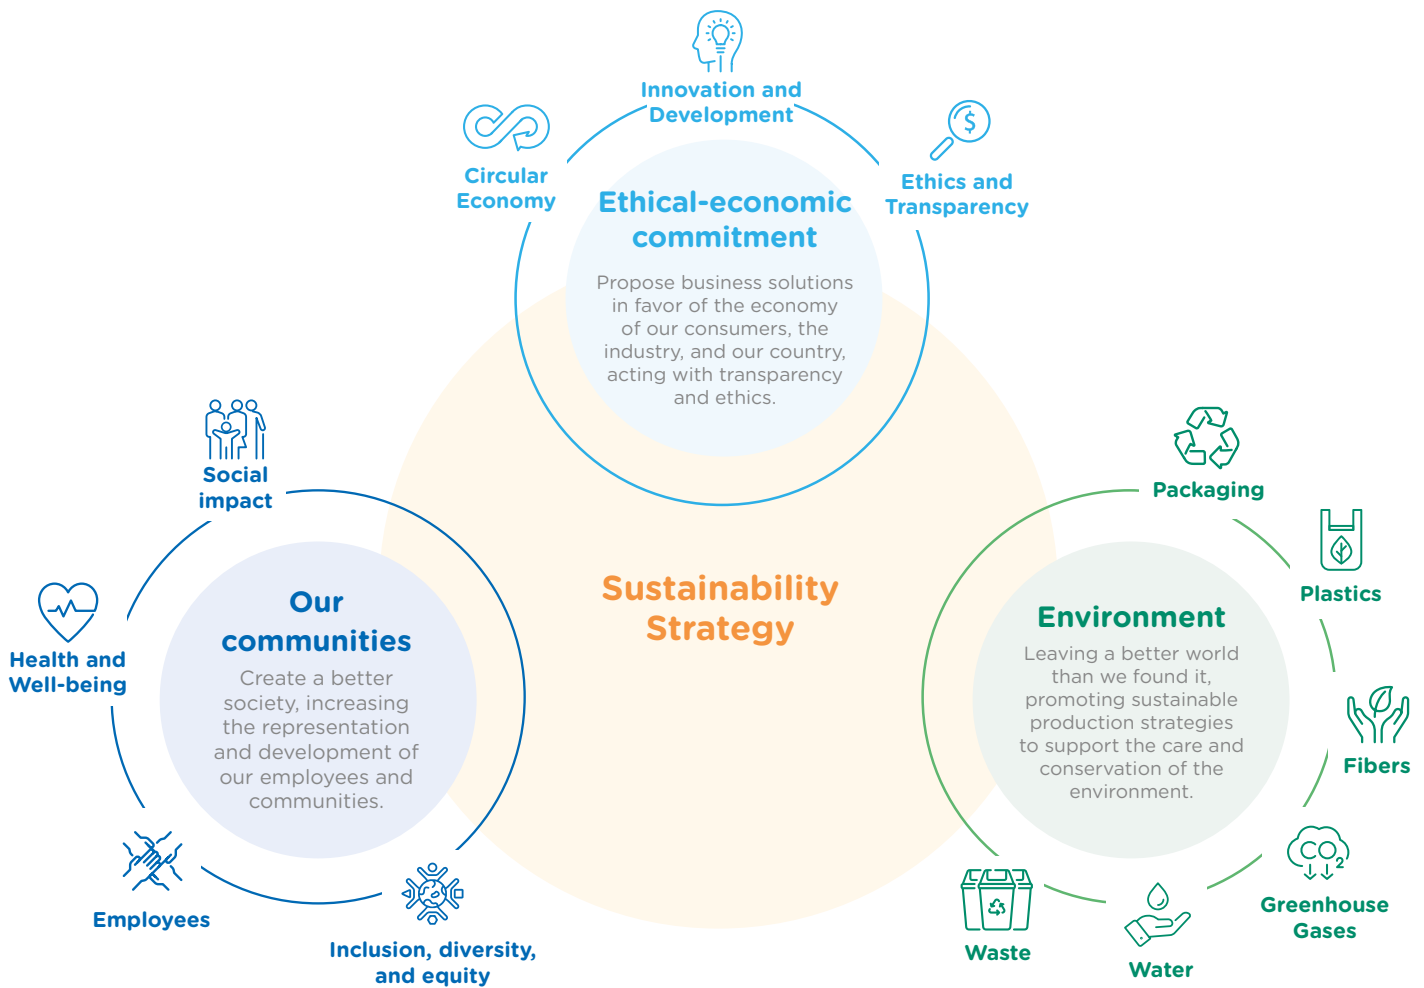 Innovation and
Development
Circular
Economy
$
Ethics and
Transparency
Ethical-economic
commitment
Propose business solutions
in favor of the economy
of our consumers, the
industry, and our country,
acting with transparency
and ethics.
Social
impact
Health and
Well-being
Our
communities
Create a better
society, increasing
the representation
and development of
our employees and
communities.
Employees
Inclusion, diversity,
and equity
Sustainability
Strategy
Packaging
Plastics
Environment
Leaving a better world
than we found it,
promoting sustainable
production strategies
to support the care and
conservation of the
environment.
Fibers
CO2
Greenhouse
Gases
Water
Waste